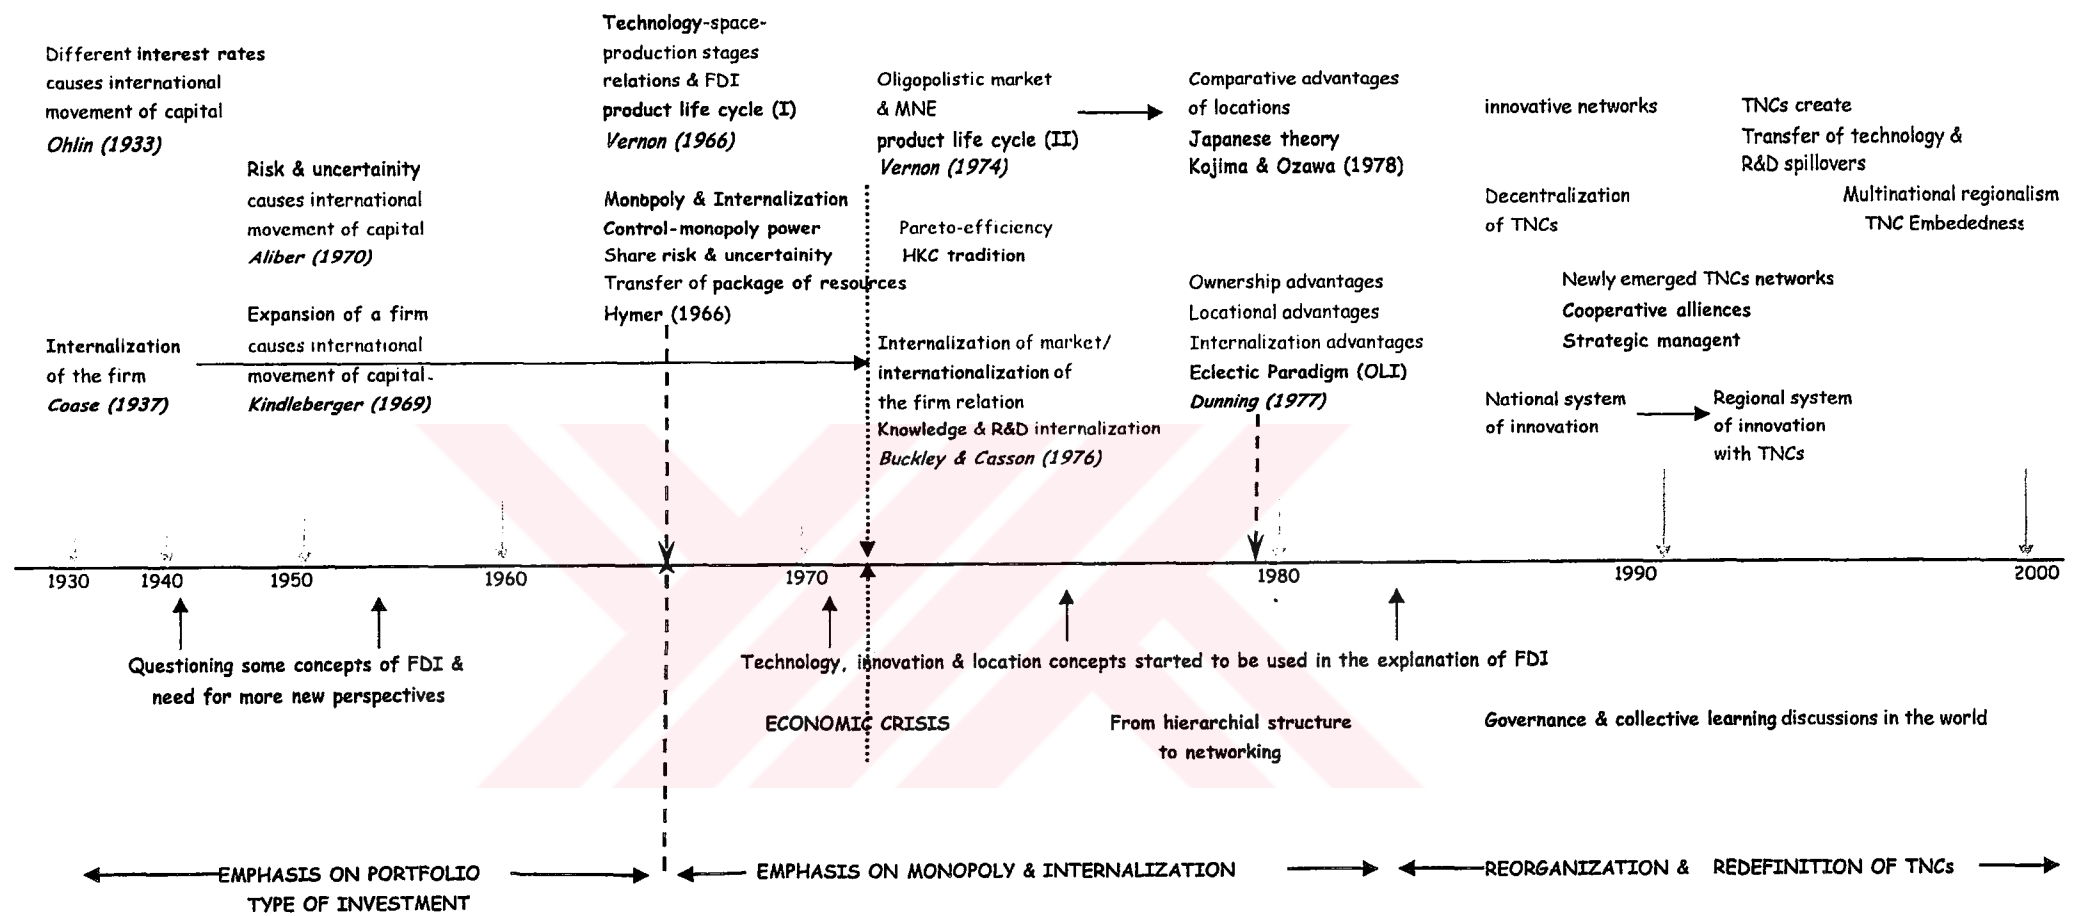 Different interest rates
causes international
movement of capital
Ohlin (1933)
Risk & uncertainity
causes international
movement of capital
Aliber (1970)
Internalization
of the firm
Coase (1937)
Expansion of a firm
causes international
movement of capital.
Kindleberger (1969)
Technology-space-
production stages
relations & FDI
product life cycle (I)
Vernon (1966)
Monopoly & Internalization
Control-monopoly power
Share risk & uncertainity
Transfer of package of resources
Hymer (1966)
Oligopolistic market
& MNE
product life cycle (II)
Vernon (1974)
Pareto-efficiency
HKC tradition
Internalization of market/
internationalization of
the firm relation
Knowledge & R&D internalization
Buckley & Casson (1976)
Comparative advantages
of locations
Japanese theory
Kojima & Ozawa (1978)
Ownership advantages
Locational advantages
Internalization advantages
Eclectic Paradigm (OLI)
Dunning (1977)
innovative networks
Decentralization
of TNCs
TNCs create
Transfer of technology &
R&D spillovers
Multinational regionalism
TNC Embededness
Newly emerged TNCs networks
Cooperative alliences
Strategic managent
National system
of innovation
Regional system
of innovation
with TNCs
1930 1940 1950 1960 1970 1980 1990 2000
Questioning some concepts of FDI &
need for more new perspectives
Technology, innovation & location concepts started to be used in the explanation of FDI
ECONOMIC CRISIS
From hierarchial structure
to networking
Governance & collective learning discussions in the world
EMPHASIS ON PORTFOLIO
TYPE OF INVESTMENT
EMPHASIS ON MONOPOLY & INTERNALIZATION
REORGANIZATION & REDEFINITION OF TNCs